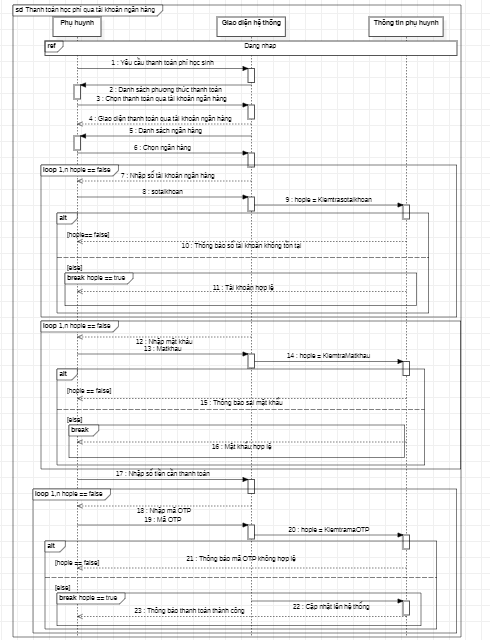 sd Thanh toán học phí qua tài khoản ngân hàng
Phụ huynh
Giao diện hệ thống
Thông tin phụ huynh
ref
Dang nhap
1 : Yêu cầu thanh toán phí học sinh
2 : Danh sách phương thức thanh toán
3 : Chọn thanh toán qua tài khoản ngân hàng
4 : Giao diện thanh toán qua tài khoản ngân hàng
5 : Danh sách ngân hàng
6 : Chọn ngân hàng
loop 1,n hople == false
7 : Nhập số tài khoản ngân hàng
8 : sotaikhoan
9 : hople = Kiemtrasotaikhoan
alt
[hople== false]
10 : Thông báo số tài khoản không tồn tại
[else]
break hople == true
11 : Tài khoản hợp lệ
loop 1,n hople == false
12 : Nhập mật khẩu
13 : Matkhau
14 : hople = KiemtraMatkhau
alt
[hople == false]
15 : Thông báo sai mật khẩu
[else]
break
16 : Mật khẩu hợp lệ
17 : Nhập số tiền cần thanh toán
loop 1,n hople == false
18 : Nhập mã OTP
19 : Mã OTP
20 : hople = KiemtramaOTP
alt
21 : Thông báo mã OTP không hợp lệ
[hople == false]
[else]
break hople == true
22 : Cập nhật lên hệ thống
23 : Thông báo thanh toán thành công